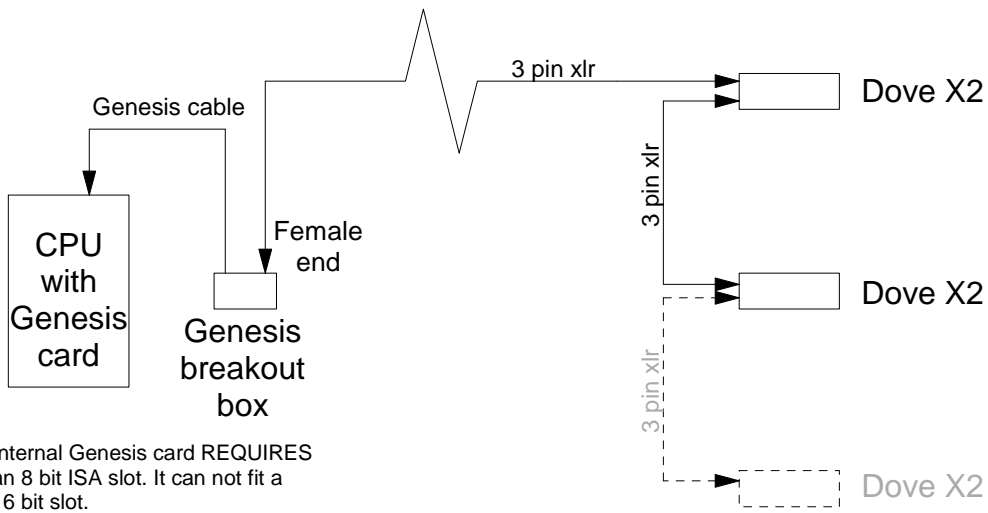 3 pin xlr
Dove X2
Genesis cable
3 pin xlr
CPU
with
Genesis
card
Female
end
Genesis
breakout
box
Dove X2
3 pin xlr
nternal Genesis card REQUIRES
an 8 bit ISA slot. It can not fit a
6 bit slot.
Dove X2